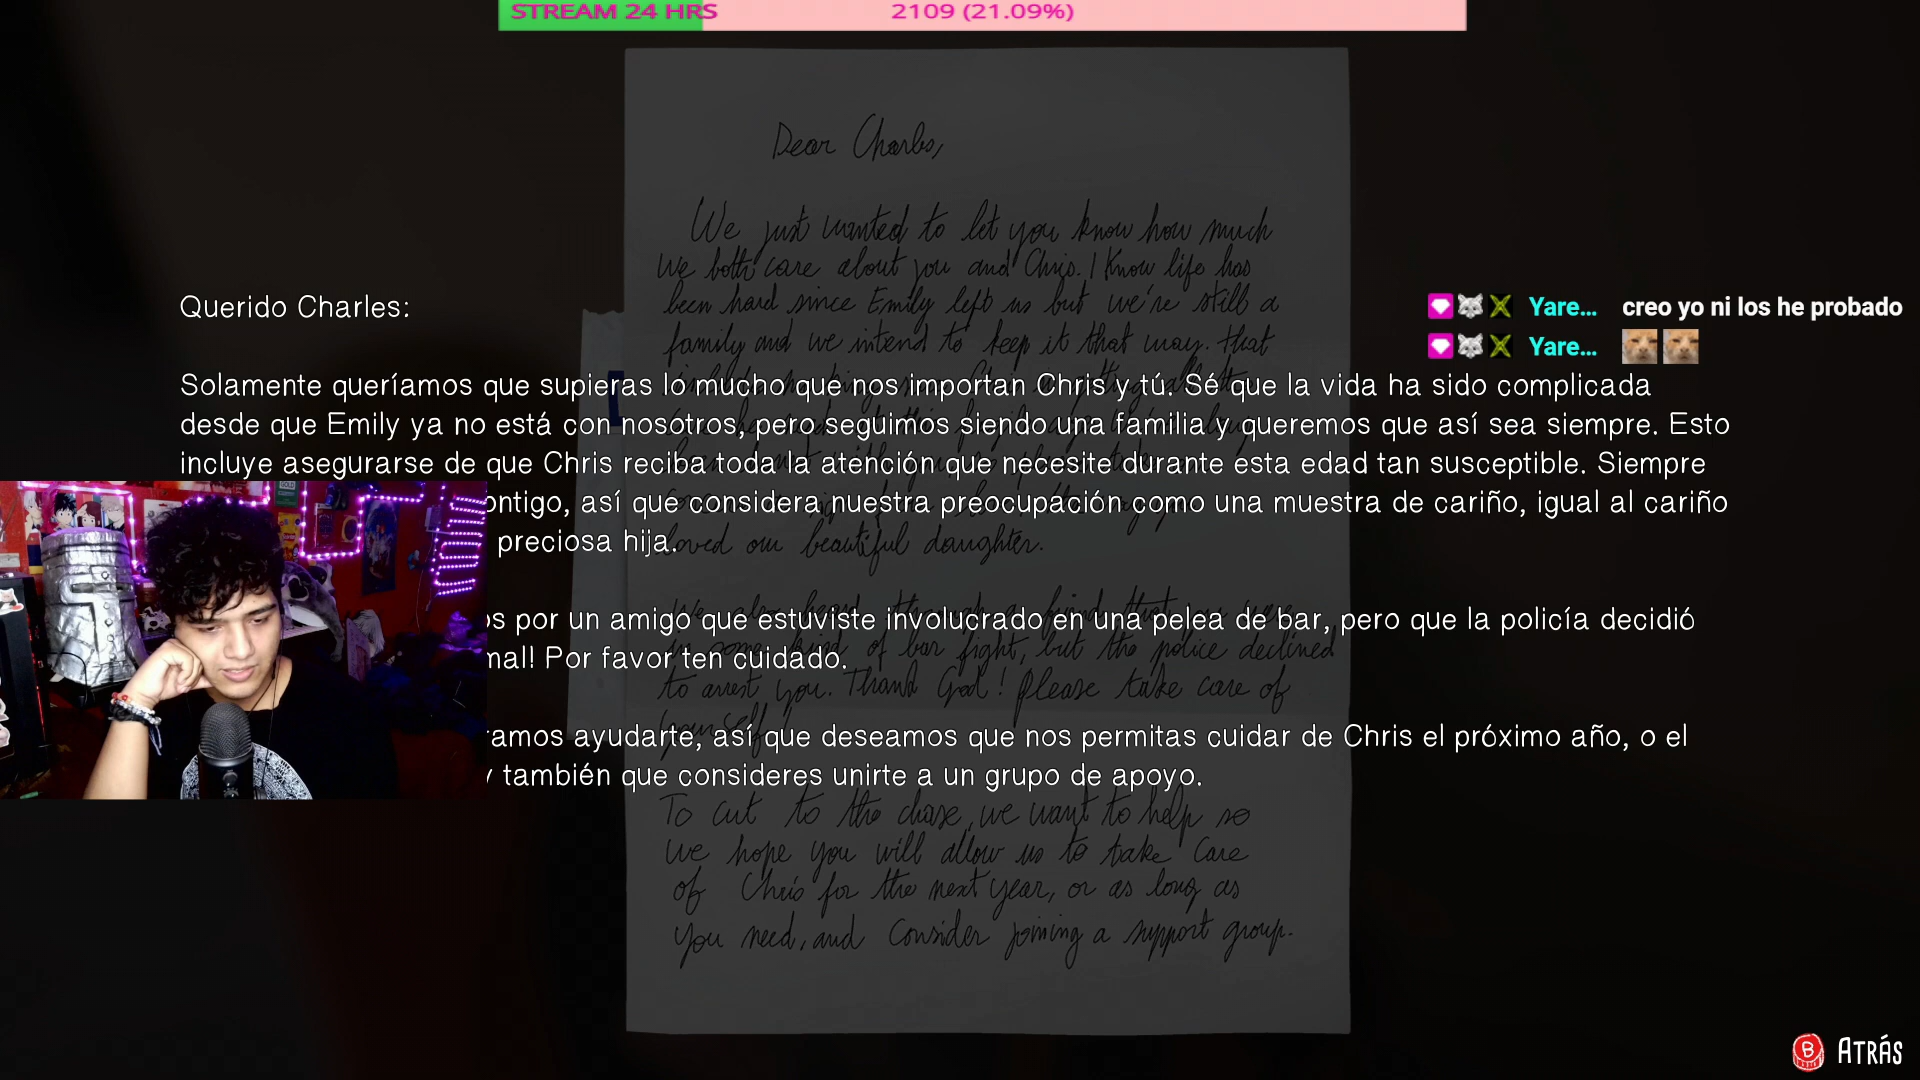 STREAM 24 HRS 2109 (21.09%)
Dear Charles,
We just wanted to let you know how much
we both care about you and Chris. I know life has
been hard since Emily left us but we're still a
family and we intend to keep it that way. That
loved our beautiful daughter.
of bar fight, but the police declined
to arrest you. Thank God! please take care of
yourself
To cut to the chase, we want to help so
we hope you will allow us to take care
of Chris for the next year, or as long as
you need, and consider joining a support group.
Querido Charles:
Solamente queríamos que supieras lo mucho que nos importan Chris y tú. Sé que la vida ha sido complicada
desde que Emily ya no está con nosotros, pero seguimos siendo una familia y queremos que así sea siempre. Esto
incluye asegurarse de que Chris reciba toda la atención que necesite durante esta edad tan susceptible. Siempre
ontigo, así que considera nuestra preocupación como una muestra de cariño, igual al cariño
preciosa hija.
os por un amigo que estuviste involucrado en una pelea de bar, pero que la policía decidió
mal! Por favor ten cuidado.
ramos ayudarte, así que deseamos que nos permitas cuidar de Chris el próximo año, o el
y también que consideres unirte a un grupo de apoyo.
Yare... creo yo ni los he probado
Yare...
B ATRÁS